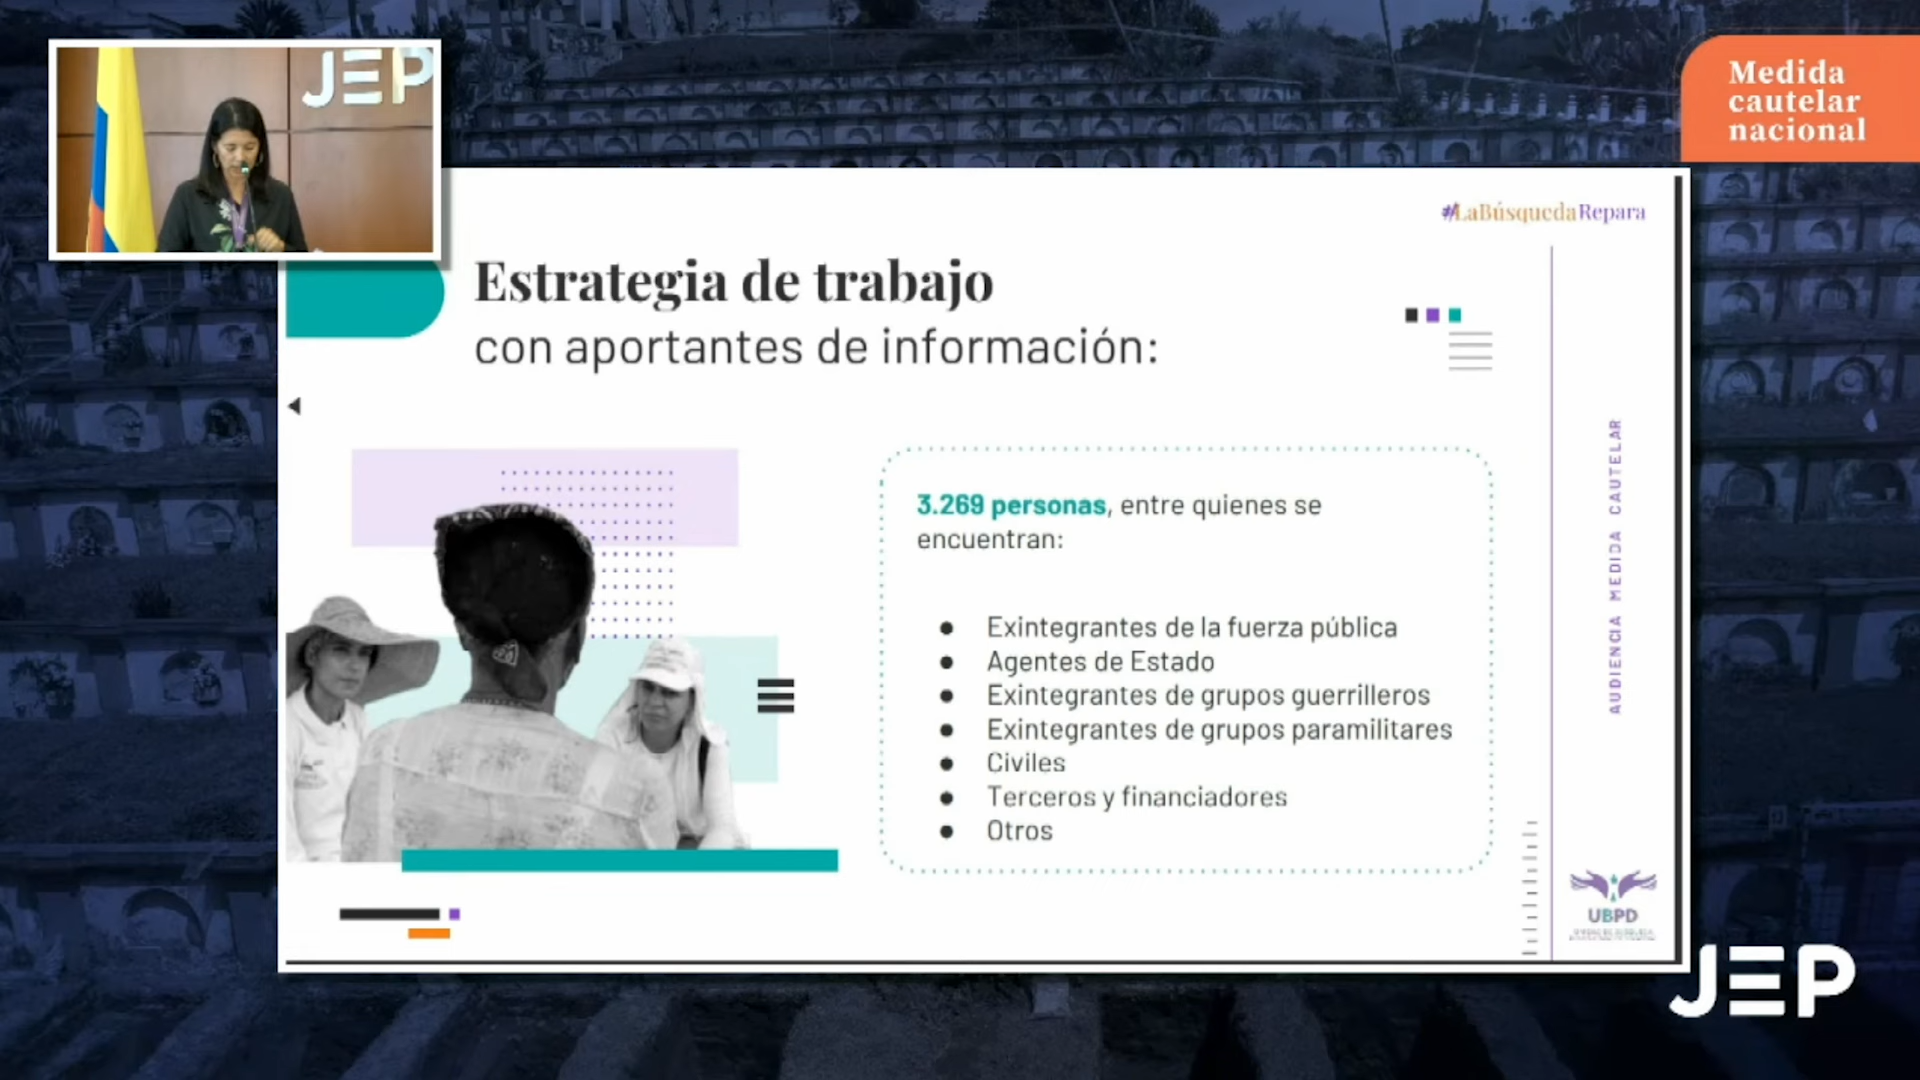 JEP
Medida
cautelar
nacional
#LaBúsquedaRepara
Estrategia de trabajo
con aportantes de información:
3.269 personas, entre quienes se
encuentran:
● Exintegrantes de la fuerza pública
● Agentes de Estado
● Exintegrantes de grupos guerrilleros
● Exintegrantes de grupos paramilitares
● Civiles
● Terceros y financiadores
● Otros
AUDIENCIA MEDIDA CAUTELAR
UBPD
JEP